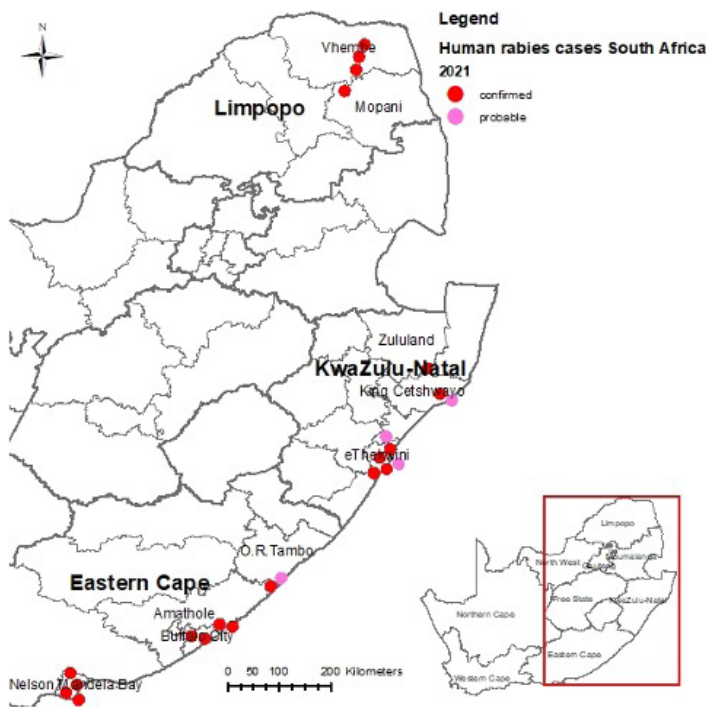 N
Legend
Human rabies cases South Africa
2021
confirmed
probable
Vhembe
Limpopo
Mopani
Zululand
KwaZulu-Natal
King Cetshwayo
eThekwini
O.R.Tambo
Eastern Cape
Amathole
Buffalo City
Nelson Mandela Bay
0 50 100 200 Kilometers
Limpopo
North West
Mpumalanga
Gauteng
Free State
KwaZulu-Natal
Northern Cape
Eastern Cape
Western Cape